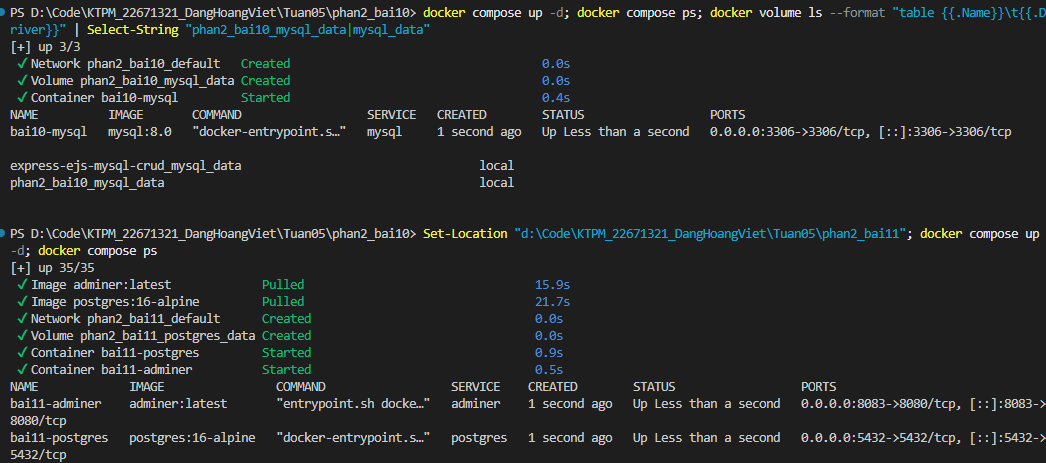 PS D:\Code\KTPM_22671321_DangHoangViet\Tuan05\phan2_bai10> docker compose up -d; docker compose ps; docker volume ls --format "table {{.Name}}\t{{.D
river}}" | Select-String "phan2_bai10_mysql_data|mysql_data"
[+] up 3/3
✓ Network phan2_bai10_default Created 0.0s
✓ Volume phan2_bai10_mysql_data Created 0.0s
✓ Container bai10-mysql Started 0.4s
NAME IMAGE COMMAND SERVICE CREATED STATUS PORTS
bai10-mysql mysql:8.0 "docker-entrypoint.s…" mysql 1 second ago Up Less than a second 0.0.0.0:3306->3306/tcp, [::]:3306->3306/tcp
express-ejs-mysql-crud_mysql_data local
phan2_bai10_mysql_data local
PS D:\Code\KTPM_22671321_DangHoangViet\Tuan05\phan2_bai10> Set-Location "d:\Code\KTPM_22671321_DangHoangViet\Tuan05\phan2_bai11"; docker compose up
-d; docker compose ps
[+] up 35/35
✓ Image adminer:latest Pulled 15.9s
✓ Image postgres:16-alpine Pulled 21.7s
✓ Network phan2_bai11_default Created 0.0s
✓ Volume phan2_bai11_postgres_data Created 0.0s
✓ Container bai11-postgres Started 0.9s
✓ Container bai11-adminer Started 0.5s
NAME IMAGE COMMAND SERVICE CREATED STATUS PORTS
bai11-adminer adminer:latest "entrypoint.sh docke…" adminer 1 second ago Up Less than a second 0.0.0.0:8083->8080/tcp, [::]:8083->
8080/tcp
bai11-postgres postgres:16-alpine "docker-entrypoint.s…" postgres 1 second ago Up Less than a second 0.0.0.0:5432->5432/tcp, [::]:5432->
5432/tcp